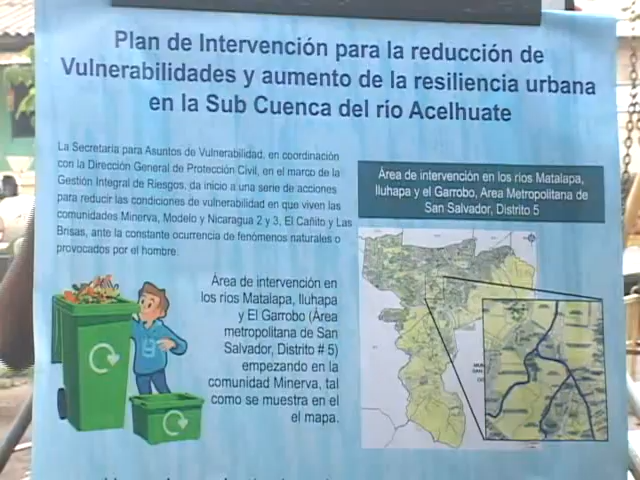 Plan de Intervención para la reducción de
Vulnerabilidades y aumento de la resiliencia urbana
en la Sub Cuenca del río Acelhuate
La Secretaría para Asuntos de Vulnerabilidad, en coordinación
con la Dirección General de Protección Civil, en el marco de la
Gestión Integral de Riesgos, da inicio a una serie de acciones
para reducir las condiciones de vulnerabilidad en que viven las
comunidades Minerva, Modelo y Nicaragua 2 y 3, El Cañito y Las
Brisas, ante la constante ocurrencia de fenómenos naturales o
provocados por el hombre.
Área de intervención en los ríos Matalapa,
Iluhapa y el Garrobo, Area Metropolitana de
San Salvador, Distrito 5
Área de intervención en
los ríos Matalapa, Iluhapa
y El Garrobo (Área
metropolitana de San
Salvador, Distrito # 5)
empezando en la
comunidad Minerva, tal
como se muestra en el
el mapa.